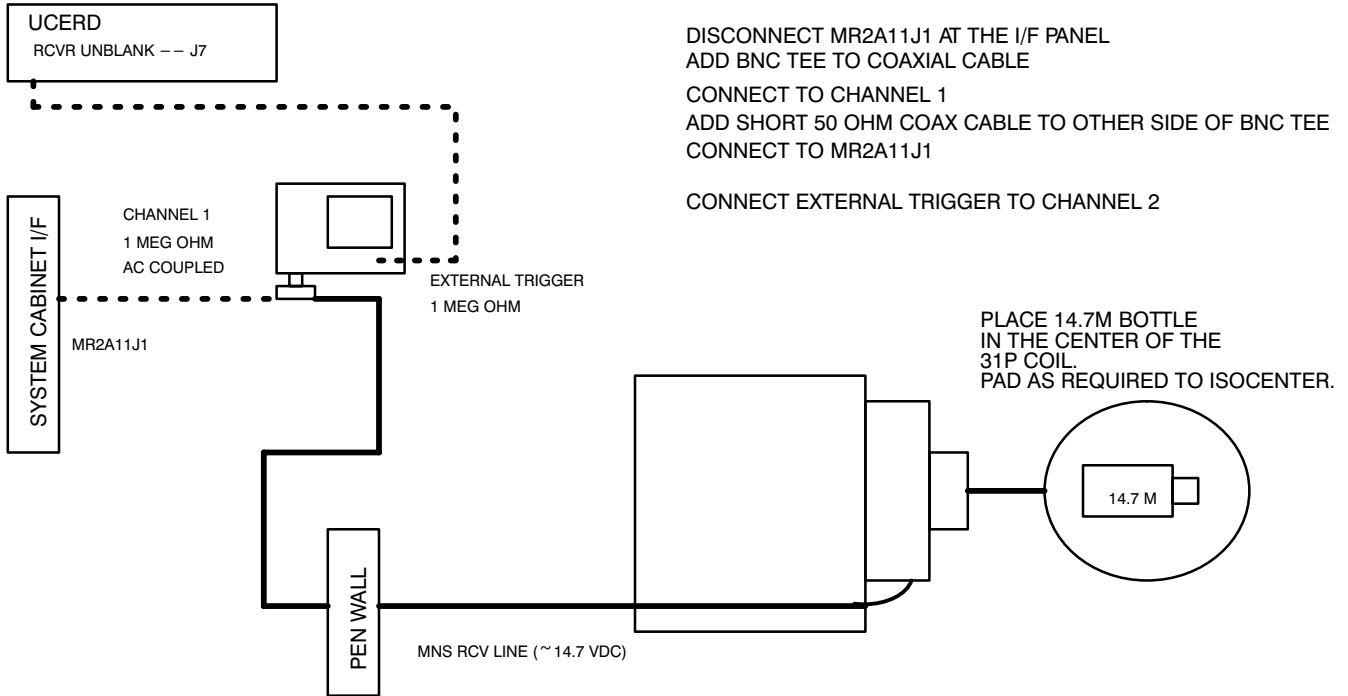 UCERD
RCVR UNBLANK –– J7
DISCONNECT MR2A11J1 AT THE I/F PANEL
ADD BNC TEE TO COAXIAL CABLE
CONNECT TO CHANNEL 1
ADD SHORT 50 OHM COAX CABLE TO OTHER SIDE OF BNC TEE
CONNECT TO MR2A11J1
CONNECT EXTERNAL TRIGGER TO CHANNEL 2
SYSTEM CABINET I/F
CHANNEL 1
1 MEG OHM
AC COUPLED
EXTERNAL TRIGGER
1 MEG OHM
MR2A11J1
PLACE 14.7M BOTTLE
IN THE CENTER OF THE
31P COIL.
PAD AS REQUIRED TO ISOCENTER.
14.7 M
PEN WALL
MNS RCV LINE (~14.7 VDC)